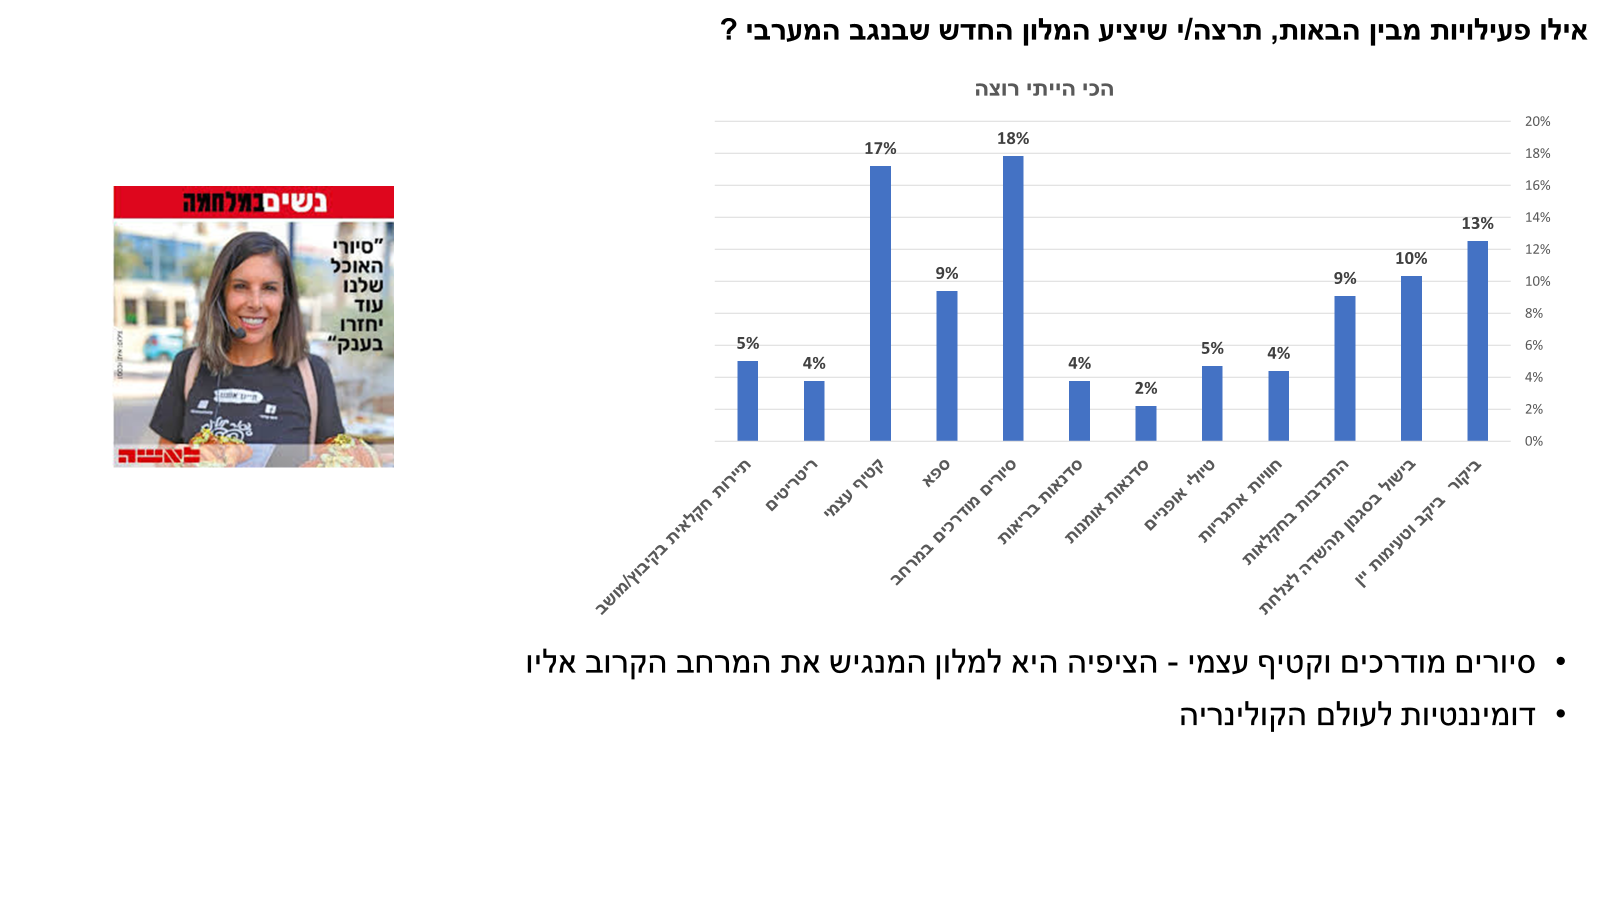 אילו פעילויות מבין הבאות, תרצה/י שיציע המלון החדש שבנגב המערבי ?
הכי הייתי רוצה
20%
18%
16%
14%
12%
10%
8%
6%
4%
2%
0%
13%
10%
9%
4%
5%
2%
4%
18%
9%
17%
4%
5%
ביקור ביקב וטעימות יין
בישול בסגנון מהשדה לצלחת
התנדבות בחקלאות
חוויות אתגריות
טיולי אופניים
סדנאות אומנות
סדנאות בריאות
סיורים מודרכים במרחב
ספא
קטיף עצמי
ריטריטים
תיירות חקלאית בקיבוץ/מושב
נשים במלחמה
"סיורי
האוכל
שלנו
עוד
יחזרו
בענק"
לאשה
• סיורים מודרכים וקטיף עצמי - הציפיה היא למלון המנגיש את המרחב הקרוב אליו
• דומיננטיות לעולם הקולינריה